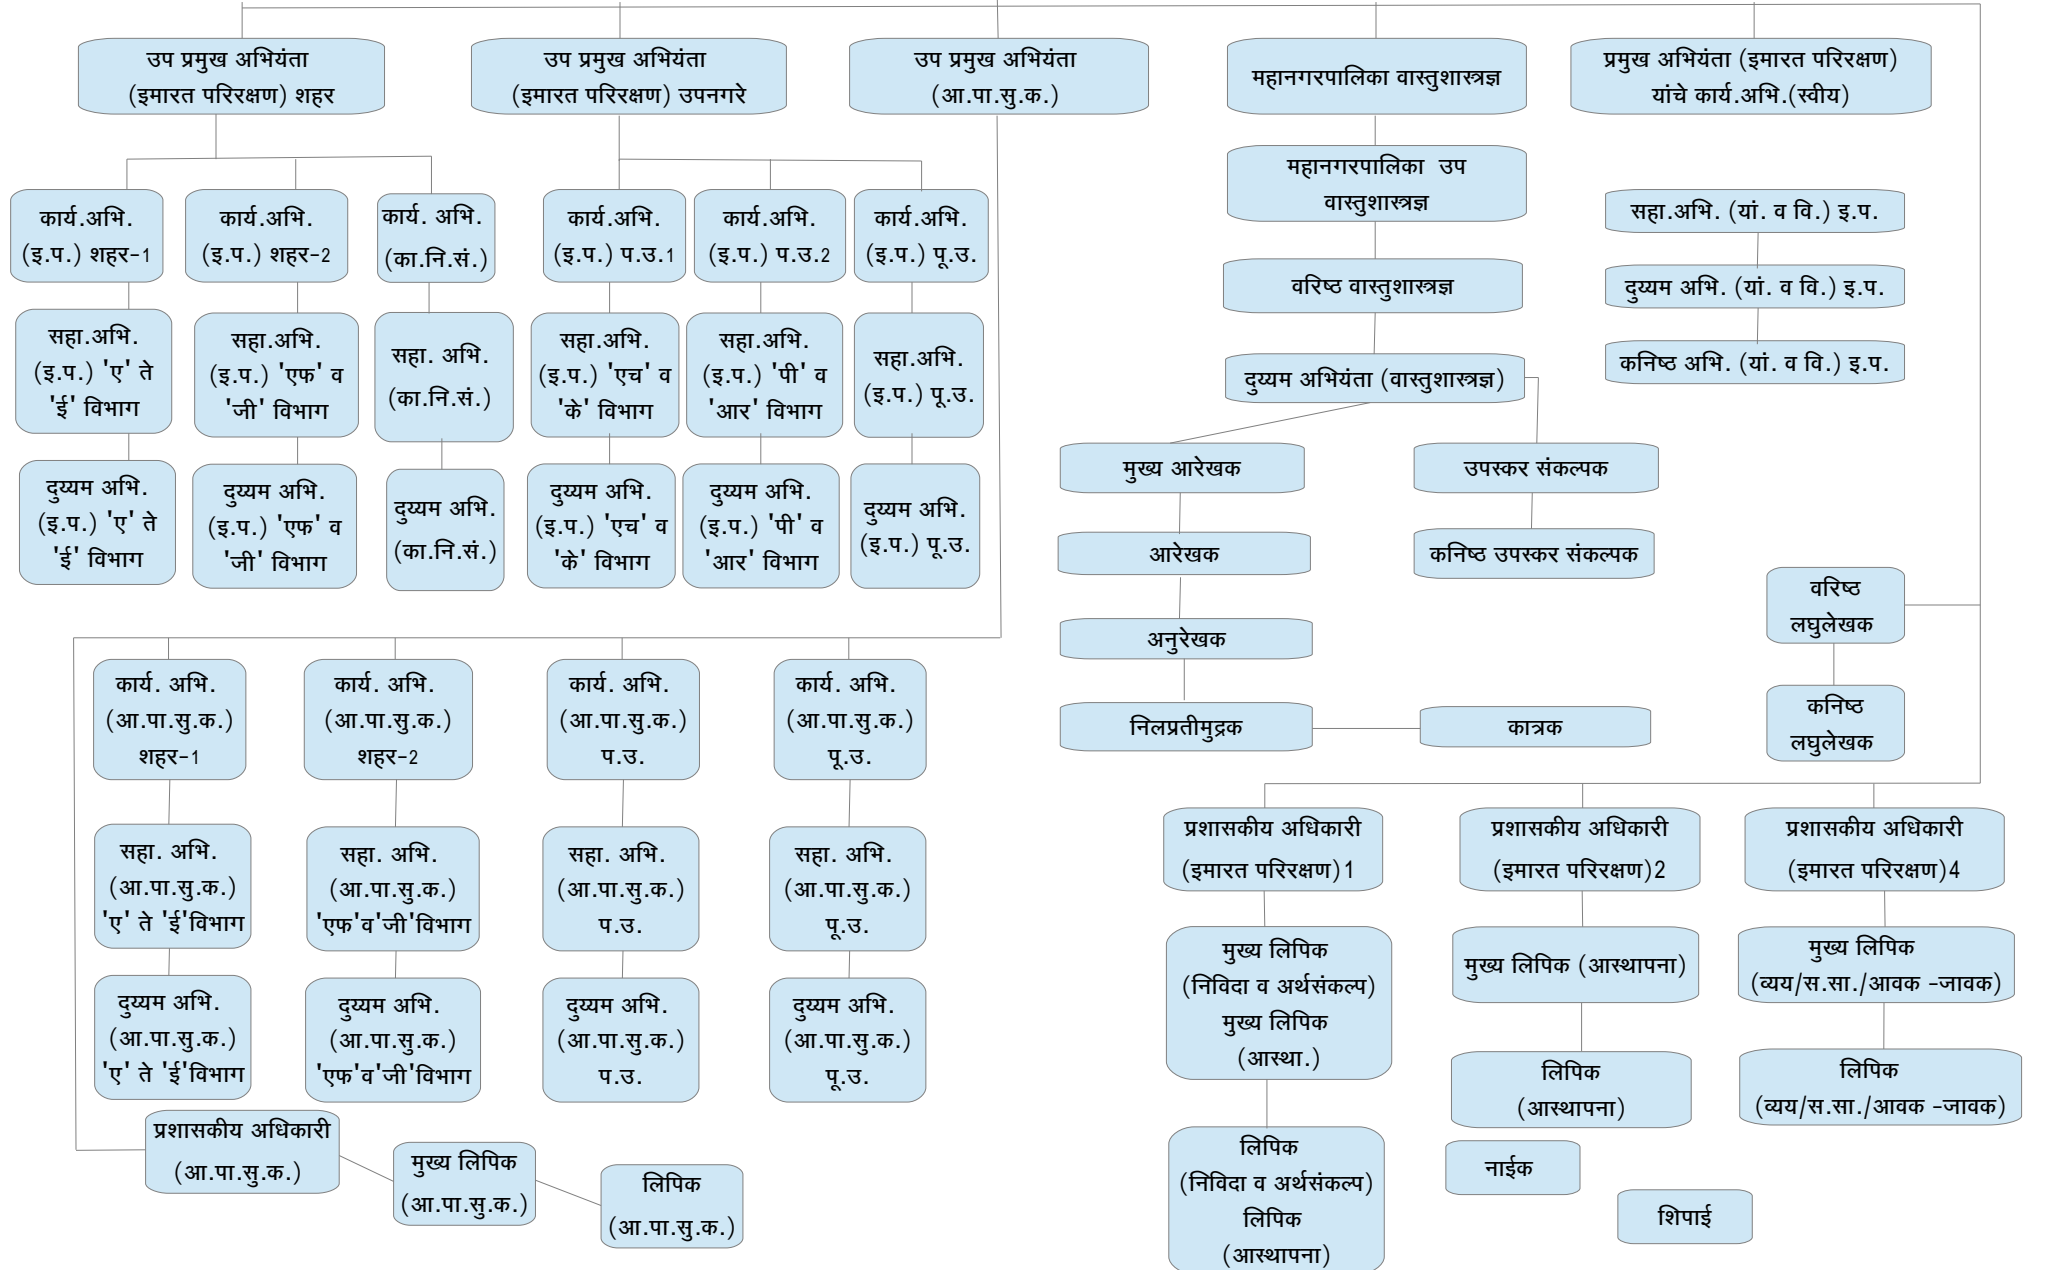 उप प्रमुख अभियंता
(इमारत परिरक्षण) शहर
उप प्रमुख अभियंता
(इमारत परिरक्षण) उपनगरे
उप प्रमुख अभियंता
(आ.पा.सु.क.)
महानगरपालिका वास्तुशास्त्रज्ञ
प्रमुख अभियंता (इमारत परिरक्षण)
यांचे कार्य.अभि.(स्वीय)
महानगरपालिका उप
वास्तुशास्त्रज्ञ
कार्य.अभि.
(इ.प.) शहर-1
कार्य.अभि.
(इ.प.) शहर-2
कार्य. अभि.
(का.नि.सं.)
कार्य.अभि.
(इ.प.) प.उ.1
कार्य.अभि.
(इ.प.) प.उ.2
कार्य.अभि.
(इ.प.) पू.उ.
सहा.अभि. (यां. व वि.) इ.प.
वरिष्ठ वास्तुशास्त्रज्ञ
दुय्यम अभि. (यां. व वि.) इ.प.
सहा.अभि.
(इ.प.) 'ए' ते
'ई' विभाग
सहा.अभि.
(इ.प.) 'एफ' व
'जी' विभाग
सहा. अभि.
(का.नि.सं.)
सहा.अभि.
(इ.प.) 'एच' व
'के' विभाग
सहा.अभि.
(इ.प.) 'पी' व
'आर' विभाग
सहा.अभि.
(इ.प.) पू.उ.
दुय्यम अभियंता (वास्तुशास्त्रज्ञ)
कनिष्ठ अभि. (यां. व वि.) इ.प.
दुय्यम अभि.
(इ.प.) 'ए' ते
'ई' विभाग
दुय्यम अभि.
(इ.प.) 'एफ' व
'जी' विभाग
दुय्यम अभि.
(का.नि.सं.)
दुय्यम अभि.
(इ.प.) 'एच' व
'के' विभाग
दुय्यम अभि.
(इ.प.) 'पी' व
'आर' विभाग
दुय्यम अभि.
(इ.प.) पू.उ.
मुख्य आरेखक
उपस्कर संकल्पक
आरेखक
कनिष्ठ उपस्कर संकल्पक
वरिष्ठ
लघुलेखक
अनुरेखक
कनिष्ठ
लघुलेखक
निलप्रतीमुद्रक
कात्रक
कार्य. अभि.
(आ.पा.सु.क.)
शहर-1
कार्य. अभि.
(आ.पा.सु.क.)
शहर-2
कार्य. अभि.
(आ.पा.सु.क.)
प.उ.
कार्य. अभि.
(आ.पा.सु.क.)
पू.उ.
सहा. अभि.
(आ.पा.सु.क.)
'ए' ते 'ई'विभाग
सहा. अभि.
(आ.पा.सु.क.)
'एफ'व'जी'विभाग
सहा. अभि.
(आ.पा.सु.क.)
प.उ.
सहा. अभि.
(आ.पा.सु.क.)
पू.उ.
दुय्यम अभि.
(आ.पा.सु.क.)
'ए' ते 'ई'विभाग
दुय्यम अभि.
(आ.पा.सु.क.)
'एफ'व'जी'विभाग
दुय्यम अभि.
(आ.पा.सु.क.)
प.उ.
दुय्यम अभि.
(आ.पा.सु.क.)
पू.उ.
प्रशासकीय अधिकारी
(आ.पा.सु.क.)
मुख्य लिपिक
(आ.पा.सु.क.)
लिपिक
(आ.पा.सु.क.)
प्रशासकीय अधिकारी
(इमारत परिरक्षण)1
प्रशासकीय अधिकारी
(इमारत परिरक्षण)2
प्रशासकीय अधिकारी
(इमारत परिरक्षण)4
मुख्य लिपिक
(निविदा व अर्थसंकल्प)
मुख्य लिपिक
(आस्था.)
मुख्य लिपिक (आस्थापना)
मुख्य लिपिक
(व्यय/स.सा./आवक -जावक)
लिपिक
(निविदा व अर्थसंकल्प)
लिपिक
(आस्थापना)
लिपिक
(आस्थापना)
लिपिक
(व्यय/स.सा./आवक -जावक)
नाईक
शिपाई